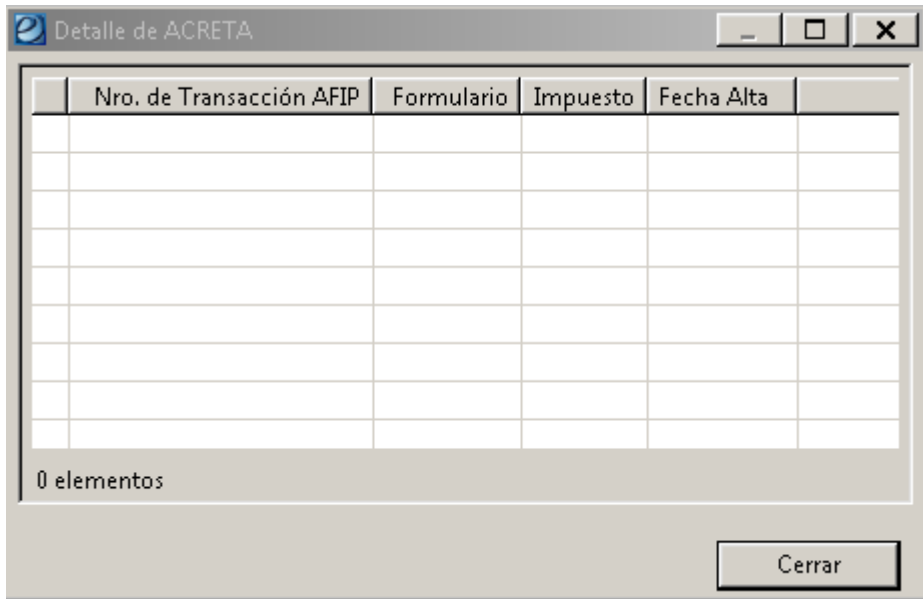 Detalle de ACRETA
Nro. de Transacción AFIP Formulario Impuesto Fecha Alta
0 elementos
Cerrar